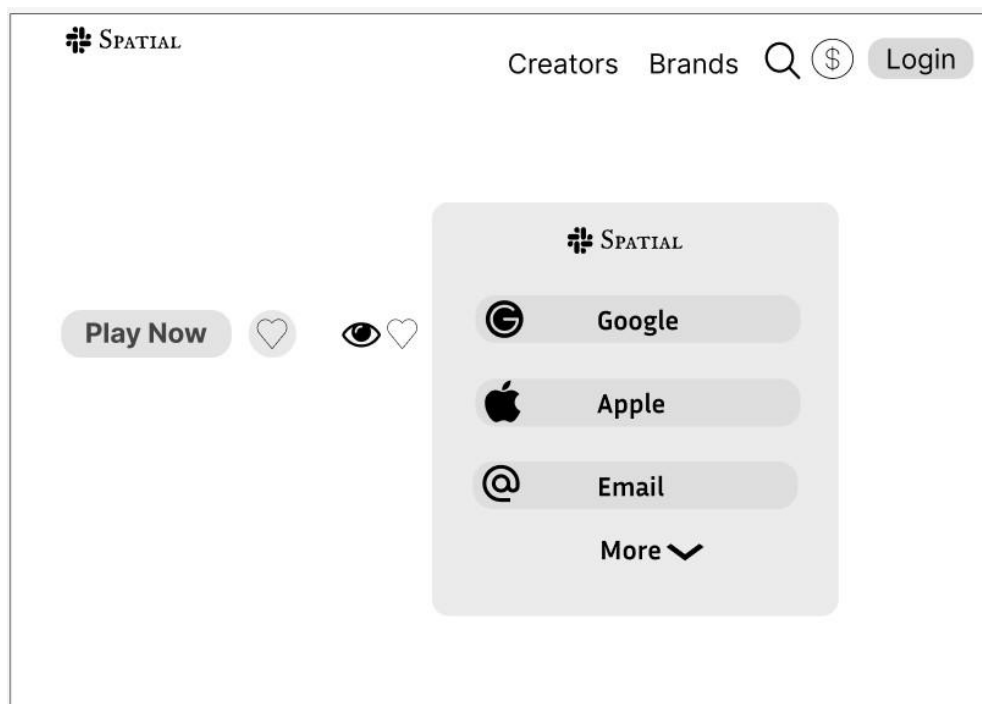 SPATIAL
Creators Brands $ Login
SPATIAL
Play Now
Google
Apple
@ Email
More